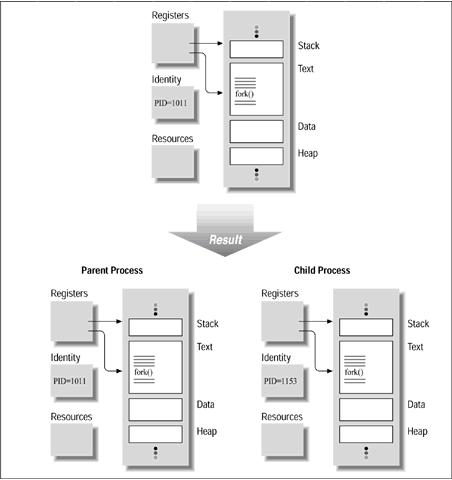 Registers
Stack
Text
fork()
Identity
PID=1011
Data
Resources
Heap
Result
Parent Process
Child Process
Registers
Stack
Text
fork()
Identity
PID=1011
Data
Resources
Heap
Registers
Stack
Text
fork()
Identity
PID=1153
Data
Resources
Heap